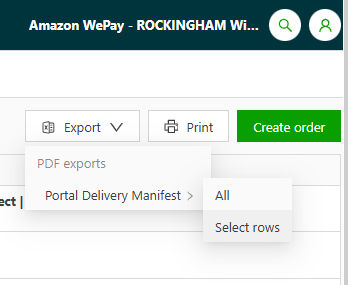 Amazon WePay - ROCKINGHAM Wi...
Export
Print
Create order
PDF exports
Portal Delivery Manifest
All
ect |
Select rows